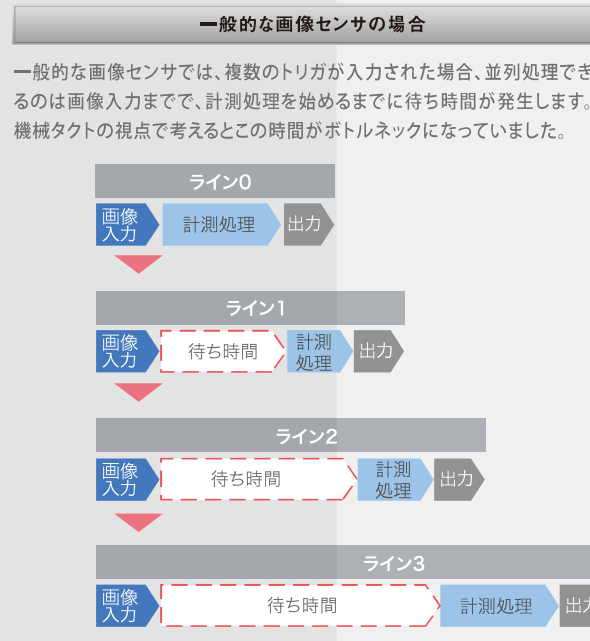 一般的な画像センサの場合
一般的な画像センサでは、複数のトリガが入力された場合、並列処理でき
るのは画像入力までで、計測処理を始めるまでに待ち時間が発生します。
機械タクトの視点で考えるとこの時間がボトルネックになっていました。
ライン0
画像
入力
計測処理
出力
ライン1
画像
入力
待ち時間
計測
処理
出力
ライン2
画像
入力
待ち時間
計測
処理
出力
ライン3
画像
入力
待ち時間
計測処理
出力